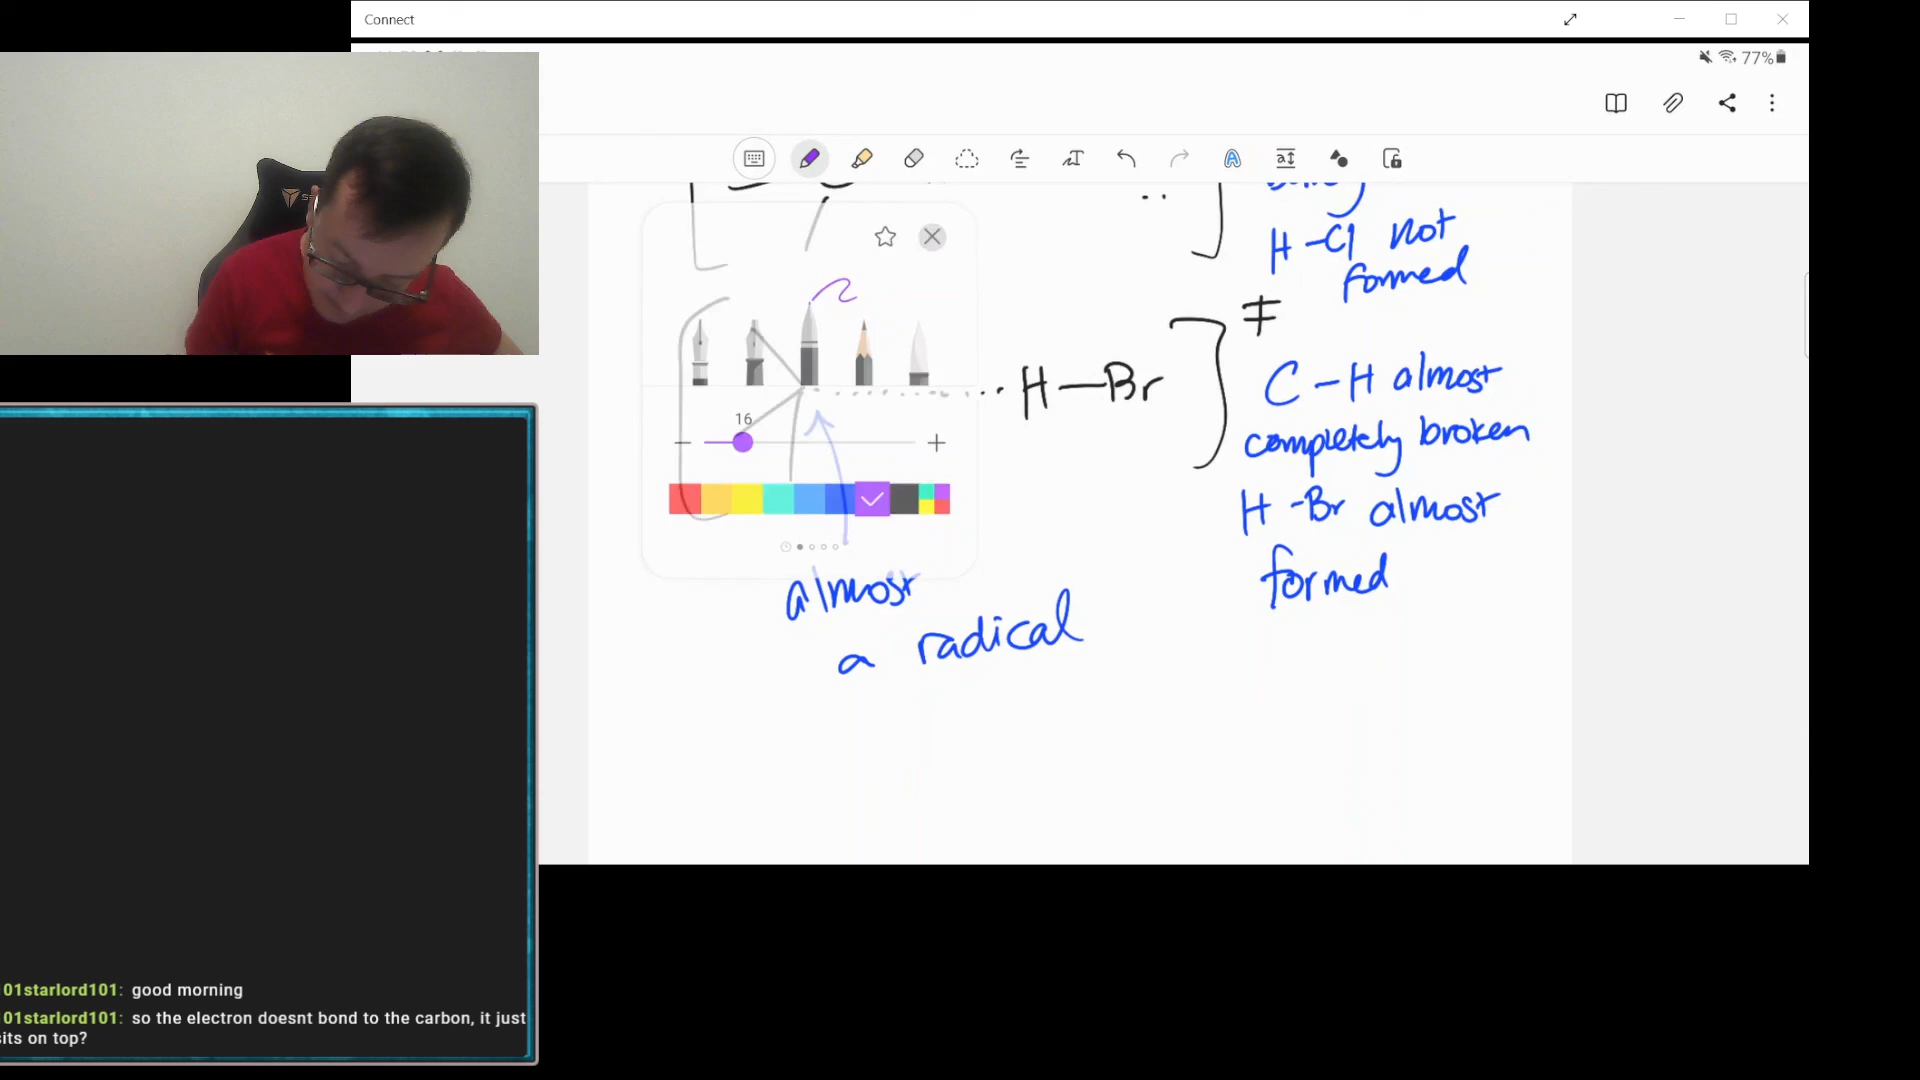 Connect
77%
H-Cl not
formed
‡
H-Br
C-H almost
completely broken
H-Br almost
formed
16
almost
a radical
01starlord101: good morning
01starlord101: so the electron doesnt bond to the carbon, it just
sits on top?